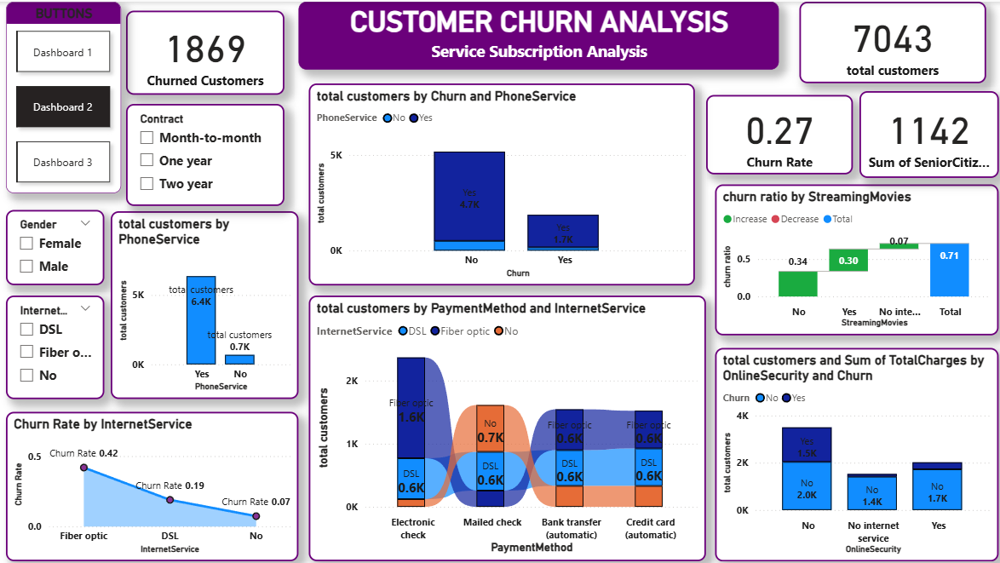 BUTTONS
Dashboard 1
Dashboard 2
Dashboard 3
1869
Churned Customers
CUSTOMER CHURN ANALYSIS
Service Subscription Analysis
7043
total customers
0.27
Churn Rate
1142
Sum of SeniorCitiz...
Contract
Month-to-month
One year
Two year
Gender
Female
Male
Internet...
DSL
Fiber o...
No
total customers by
PhoneService
total customers
5K
0K
total customers
6.4K
total customers
0.7K
Yes
No
PhoneService
total customers by Churn and PhoneService
PhoneService No Yes
total customers
5K
0K
Yes
4.7K
Yes
1.7K
No
Yes
Churn
churn ratio by StreamingMovies
Increase Decrease Total
churn ratio
0.5
0.0
0.34
0.30
0.07
0.71
No
Yes
No inte...
Total
StreamingMovies
Churn Rate by InternetService
Churn Rate
0.5
0.0
Churn Rate 0.42
Churn Rate 0.19
Churn Rate 0.07
Fiber optic
DSL
No
InternetService
total customers by PaymentMethod and InternetService
InternetService DSL Fiber optic No
total customers
2K
1K
0K
Fiber optic
1.6K
DSL
0.6K
No
0.7K
DSL
0.6K
Fiber optic
0.6K
DSL
0.6K
Fiber optic
0.6K
DSL
0.6K
Electronic
check
Mailed check
Bank transfer
(automatic)
Credit card
(automatic)
PaymentMethod
total customers and Sum of TotalCharges by
OnlineSecurity and Churn
Churn No Yes
total customers
4K
2K
0K
Yes
1.5K
No
2.0K
No
1.4K
No
1.7K
No
No internet
service
Yes
OnlineSecurity